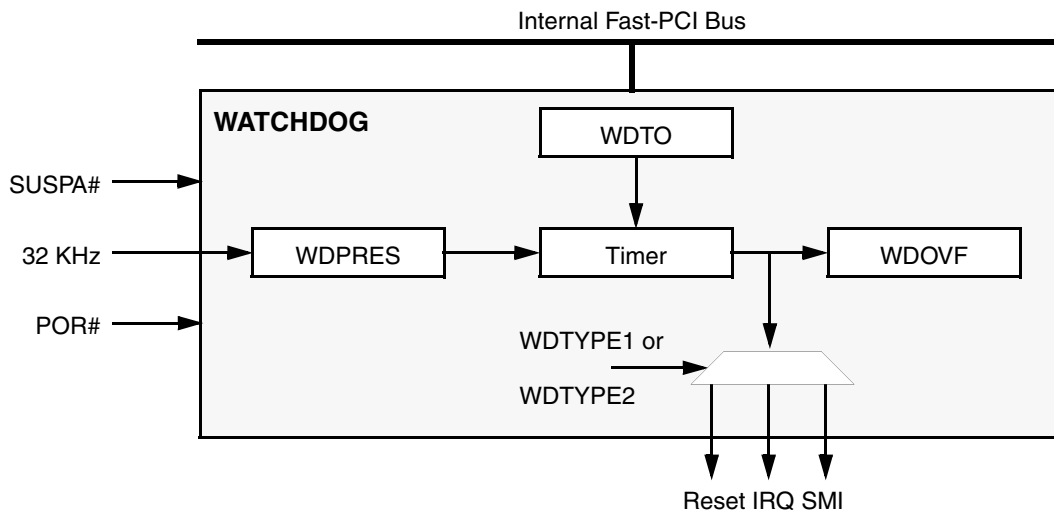 Internal Fast-PCI Bus
WATCHDOG
WDTO
SUSPA#
32 KHz
WDPRES
Timer
WDOVF
POR#
WDTYPE1 or
WDTYPE2
Reset IRQ SMI